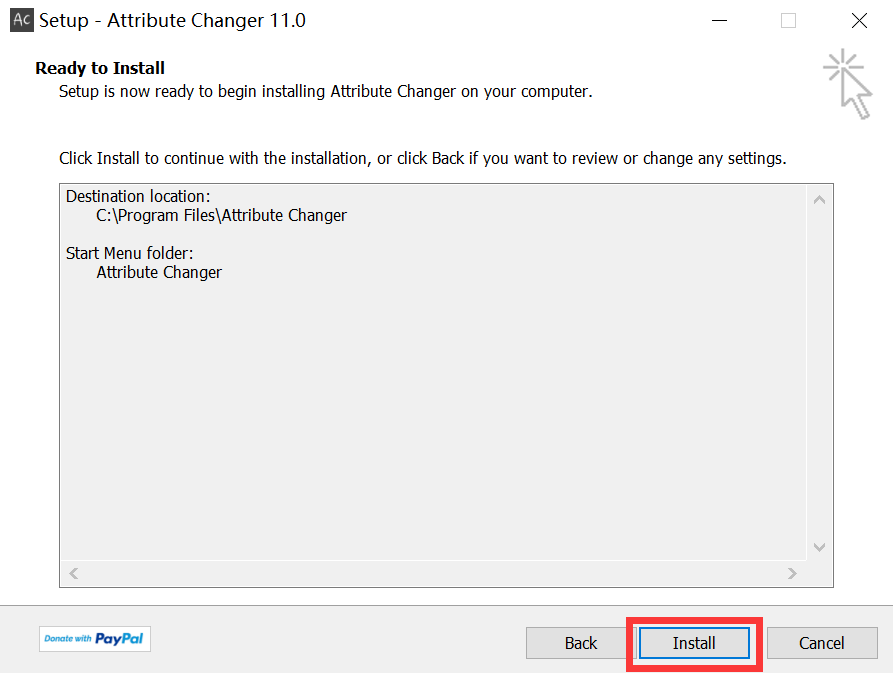 AC Setup - Attribute Changer 11.0
Ready to Install
Setup is now ready to begin installing Attribute Changer on your computer.
Click Install to continue with the installation, or click Back if you want to review or change any settings.
Destination location:
C:\Program Files\Attribute Changer
Start Menu folder:
Attribute Changer
Donate with PayPal
Back
Install
Cancel